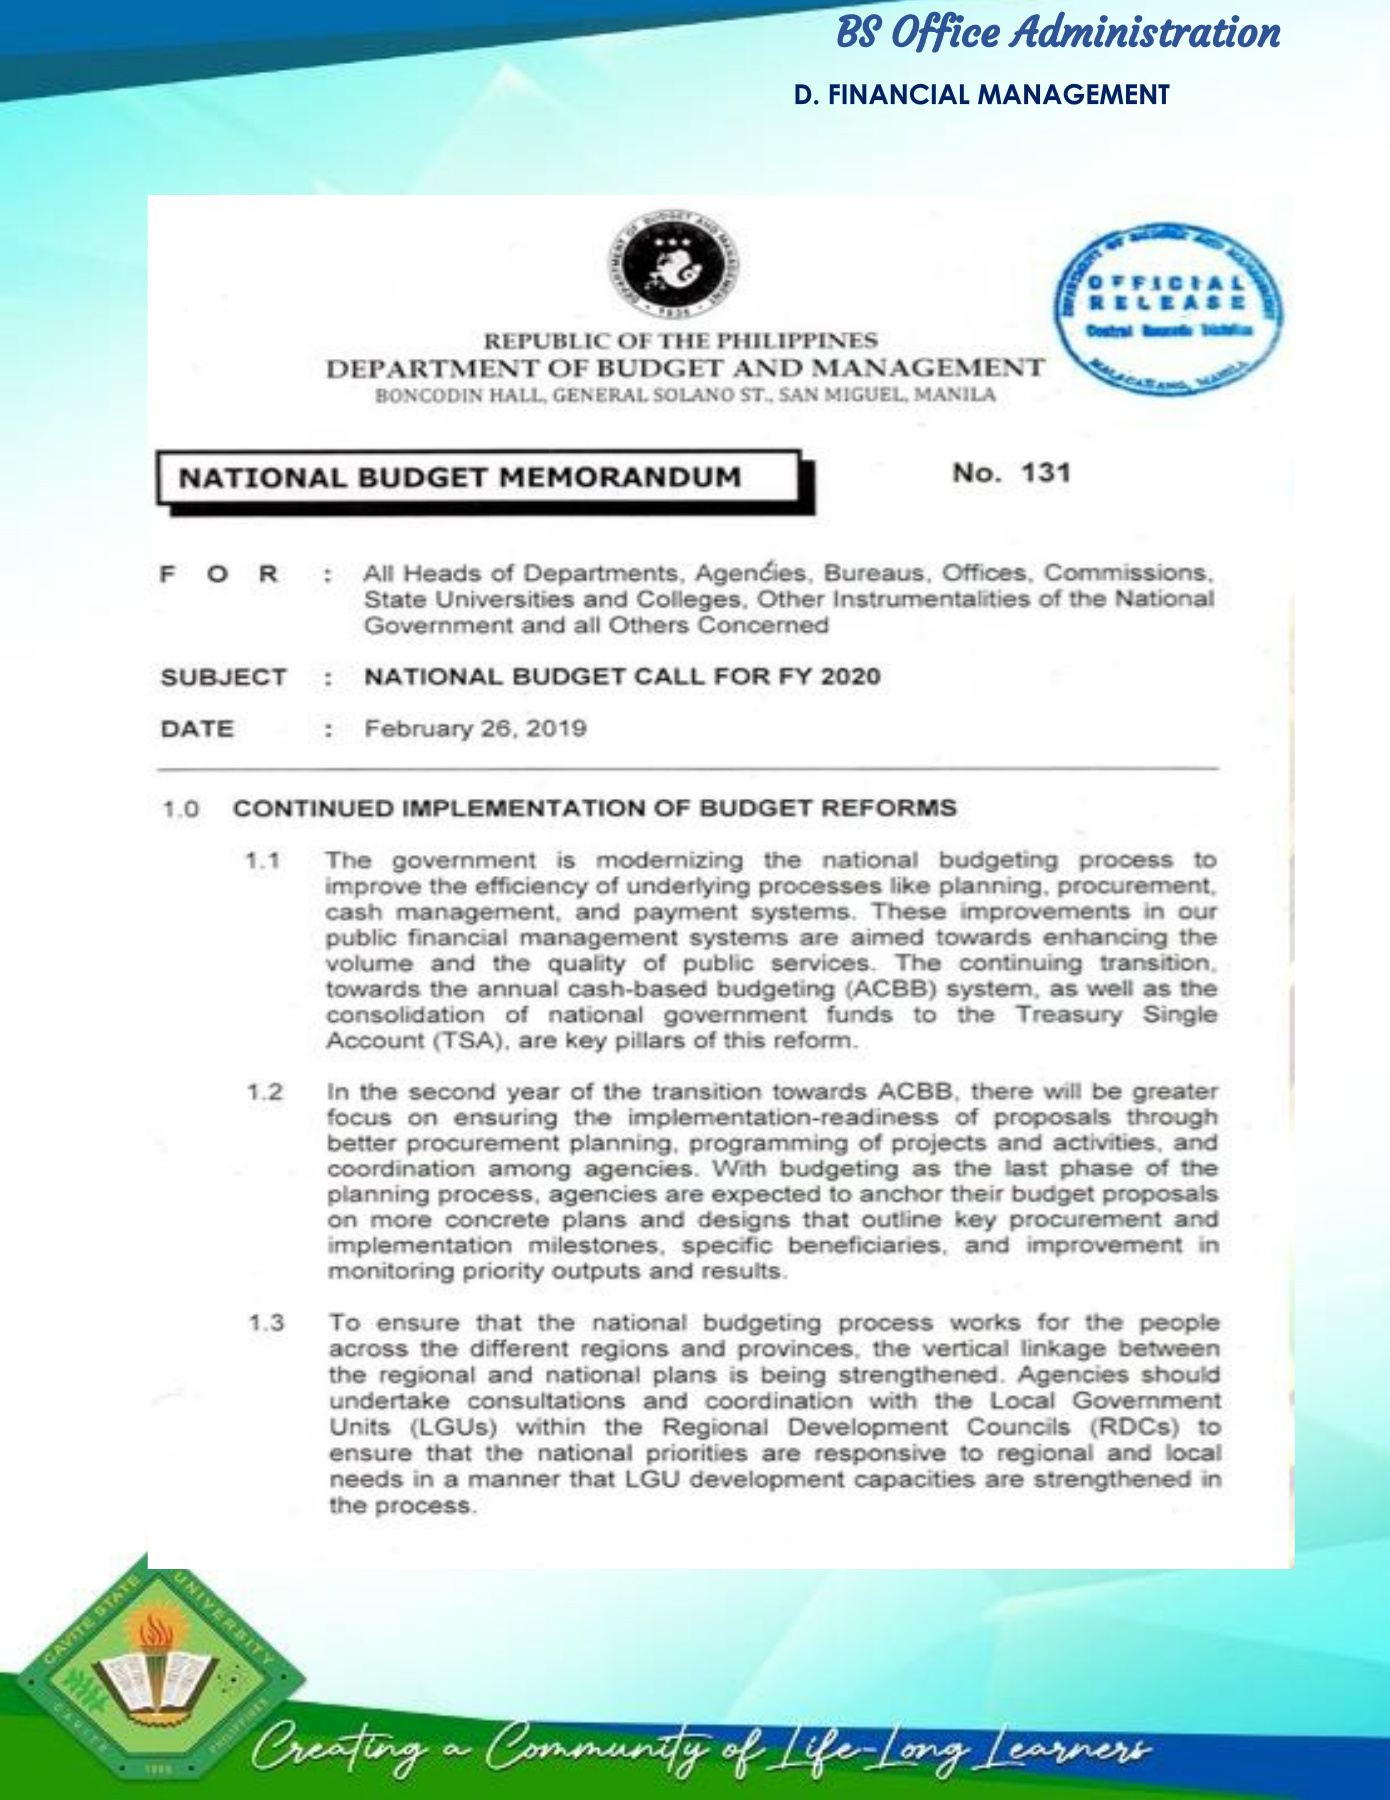 BS Office Administration
D. FINANCIAL MANAGEMENT
DEPARTMENT OF BUDGET AND MANAGEMENT
1936
DEPARTMENT OF BUDGET AND MANAGEMENT
OFFICIAL
RELEASE
Central Records Division
MALACAÑANG, MANILA
REPUBLIC OF THE PHILIPPINES
DEPARTMENT OF BUDGET AND MANAGEMENT
BONCODIN HALL, GENERAL SOLANO ST., SAN MIGUEL, MANILA
NATIONAL BUDGET MEMORANDUM No. 131
F O R : All Heads of Departments, Agencies, Bureaus, Offices, Commissions,
State Universities and Colleges, Other Instrumentalities of the National
Government and all Others Concerned
SUBJECT : NATIONAL BUDGET CALL FOR FY 2020
DATE : February 26, 2019
1.0 CONTINUED IMPLEMENTATION OF BUDGET REFORMS
1.1 The government is modernizing the national budgeting process to
improve the efficiency of underlying processes like planning, procurement,
cash management, and payment systems. These improvements in our
public financial management systems are aimed towards enhancing the
volume and the quality of public services. The continuing transition,
towards the annual cash-based budgeting (ACBB) system, as well as the
consolidation of national government funds to the Treasury Single
Account (TSA), are key pillars of this reform.
1.2 In the second year of the transition towards ACBB, there will be greater
focus on ensuring the implementation-readiness of proposals through
better procurement planning, programming of projects and activities, and
coordination among agencies. With budgeting as the last phase of the
planning process, agencies are expected to anchor their budget proposals
on more concrete plans and designs that outline key procurement and
implementation milestones, specific beneficiaries, and improvement in
monitoring priority outputs and results.
1.3 To ensure that the national budgeting process works for the people
across the different regions and provinces, the vertical linkage between
the regional and national plans is being strengthened. Agencies should
undertake consultations and coordination with the Local Government
Units (LGUs) within the Regional Development Councils (RDCs) to
ensure that the national priorities are responsive to regional and local
needs in a manner that LGU development capacities are strengthened in
the process.
CAVITE STATE UNIVERSITY
CAVITE
PHILIPPINES
1906
Creating a Community of Life-Long Learners